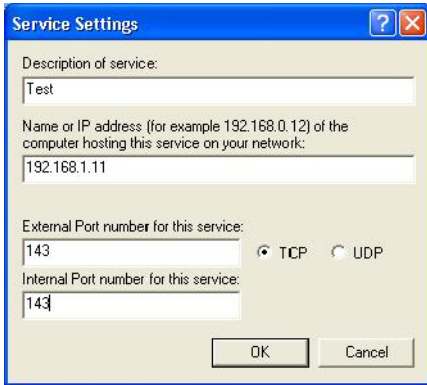 Service Settings
Description of service:
Test
Name or IP address (for example 192.168.0.12) of the
computer hosting this service on your network:
192.168.1.11
External Port number for this service:
143
TCP
UDP
Internal Port number for this service:
143
OK
Cancel